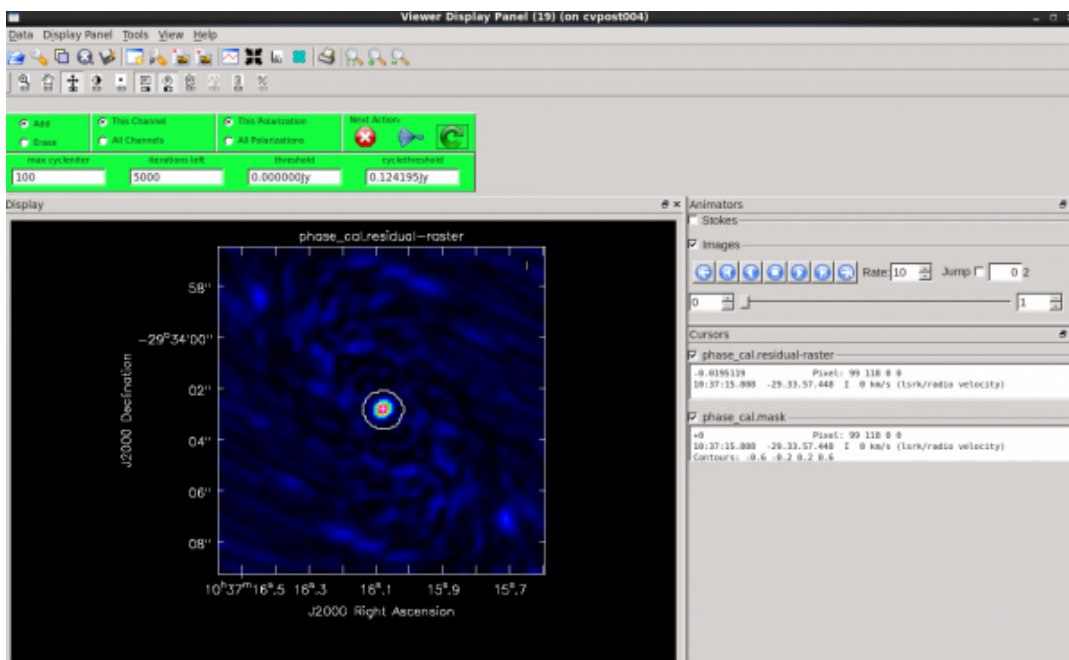 Viewer Display Panel (19) (on cvpost004)
Data Display Panel Tools View Help
Add
This Channel
This Polarization
Next Action
Erase
All Channels
All Polarizations
max cycleniter
iterations left
threshold
cyclethreshold
100
5000
0.000000Jy
0.124195Jy
Display
phase_cal.residual-raster
I
58"
-29°34'00"
02"
04"
06"
08"
J2000 Declination
10ʰ37ᵐ16ˢ.5 16ˢ.3 16ˢ.1 15ˢ.9 15ˢ.7
J2000 Right Ascension
Animators
Stokes
Images
Rate: 10 Jump 0 2
0 1
Cursors
phase_cal.residual-raster
-0.0195119 Pixel: 99 118 0 0
10:37:15.808 -29.33.57.448 I 0 km/s (lsrk/radio velocity)
phase_cal.mask
+0 Pixel: 99 118 0 0
10:37:15.808 -29.33.57.448 I 0 km/s (lsrk/radio velocity)
Contours: -0.6 -0.2 0.2 0.6